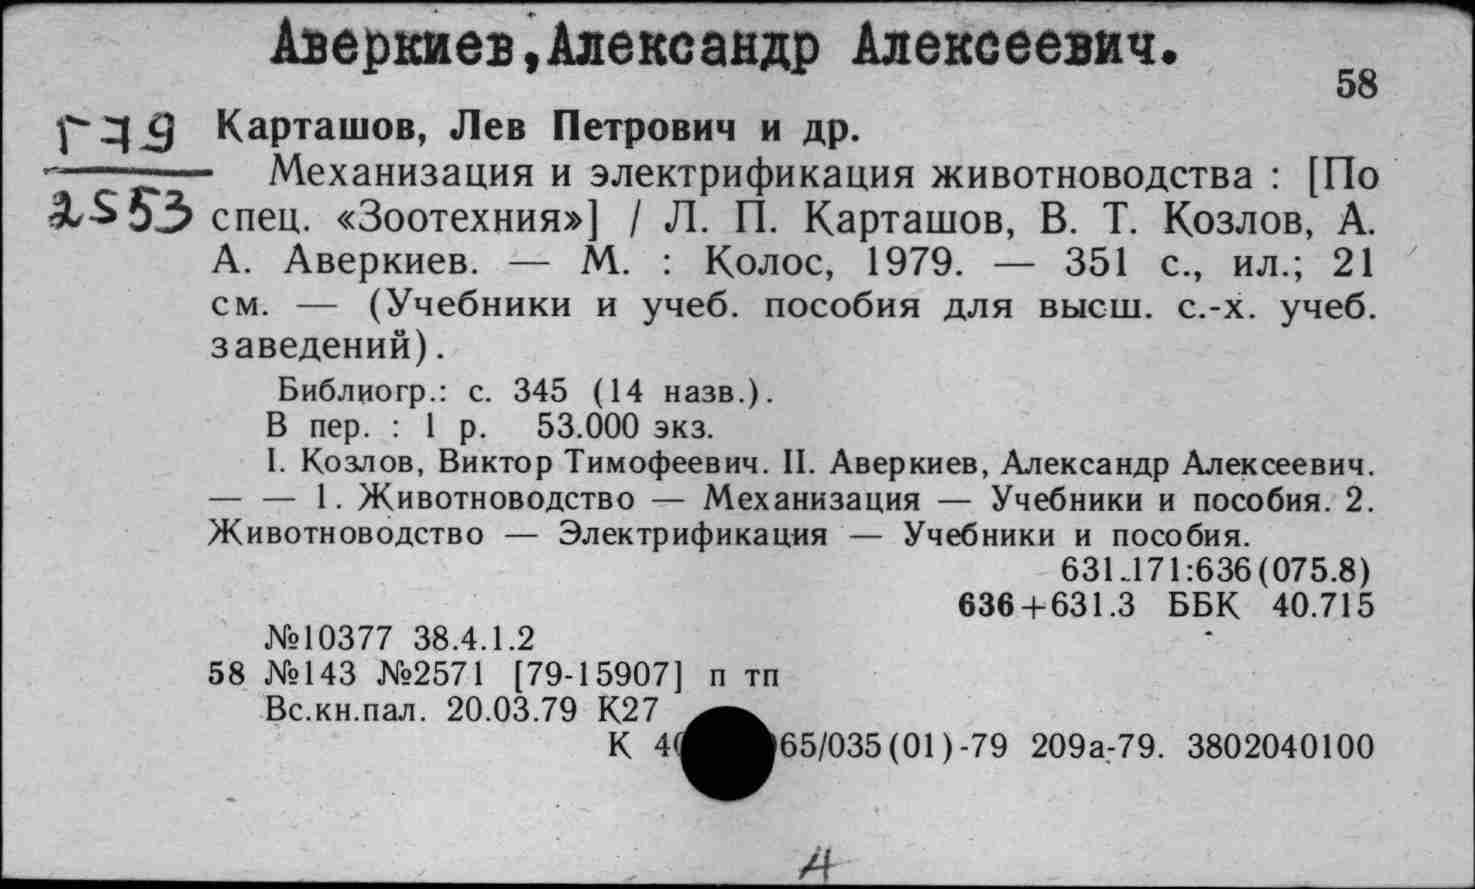 Аверкиев,Александр Алексеевич.
58
Г79 Карташов, Лев Петрович и др.
Механизация и электрификация животноводства : [По
2553 спец. «Зоотехния»] / Л. П. Карташов, В. Т. Козлов, А.
А. Аверкиев. — М. : Колос, 1979. — 351 с., ил.; 21
см. — (Учебники и учеб. пособия для высш. с.-х. учеб.
заведений).
Библиогр.: с. 345 (14 назв.).
В пер. : 1 р. 53.000 экз.
I. Козлов, Виктор Тимофеевич. II. Аверкиев, Александр Алексеевич.
— — 1. Животноводство — Механизация — Учебники и пособия. 2.
Животноводство — Электрификация — Учебники и пособия.
631.171:636(075.8)
636+631.3 ББК 40.715
№10377 38.4.1.2
58 №143 №2571 [79-15907] п тп
Вс.кн.пал. 20.03.79 К27
К 65/035(01)-79 209а-79. 3802040100